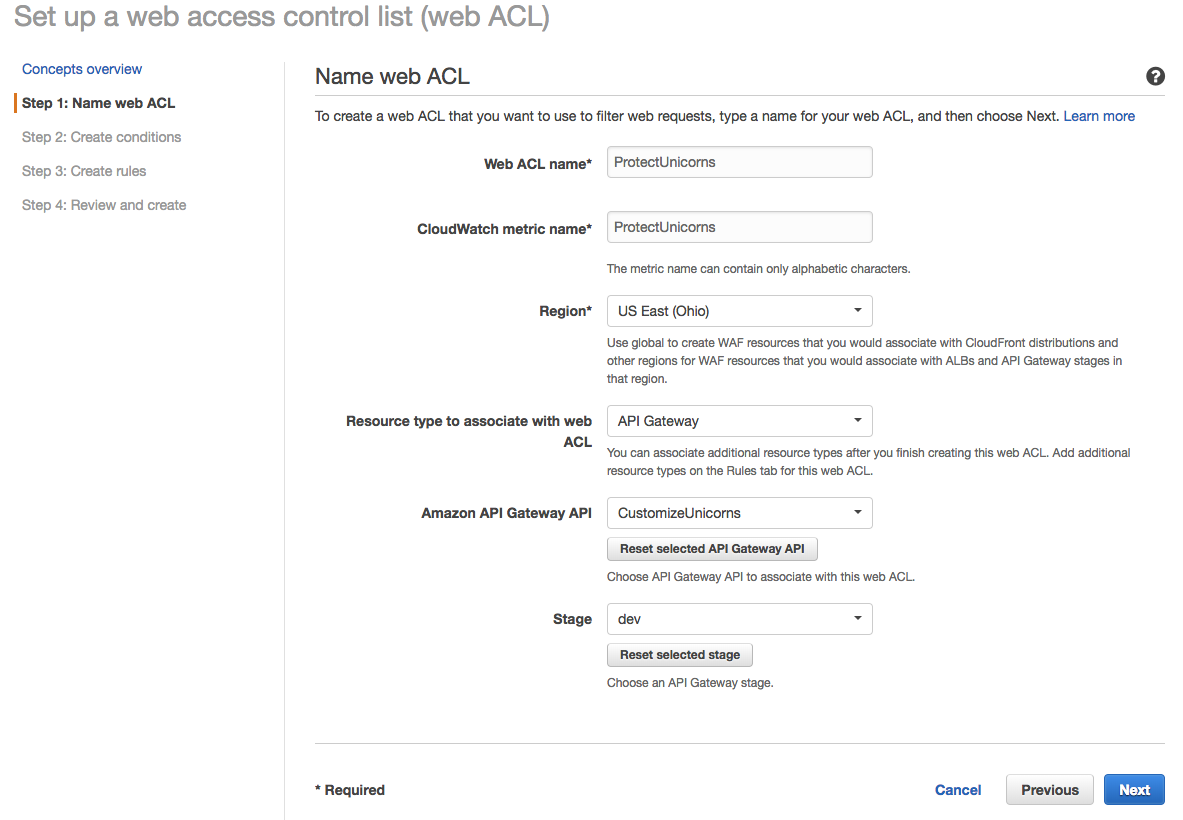 Set up a web access control list (web ACL)
Concepts overview
Step 1: Name web ACL
Step 2: Create conditions
Step 3: Create rules
Step 4: Review and create
Name web ACL
?
To create a web ACL that you want to use to filter web requests, type a name for your web ACL, and then choose Next. Learn more
Web ACL name* ProtectUnicorns
CloudWatch metric name* ProtectUnicorns
The metric name can contain only alphabetic characters.
Region* US East (Ohio)
Use global to create WAF resources that you would associate with CloudFront distributions and
other regions for WAF resources that you would associate with ALBs and API Gateway stages in
that region.
Resource type to associate with web
ACL
API Gateway
You can associate additional resource types after you finish creating this web ACL. Add additional
resource types on the Rules tab for this web ACL.
Amazon API Gateway API CustomizeUnicorns
Reset selected API Gateway API
Choose API Gateway API to associate with this web ACL.
Stage dev
Reset selected stage
Choose an API Gateway stage.
* Required
Cancel Previous Next